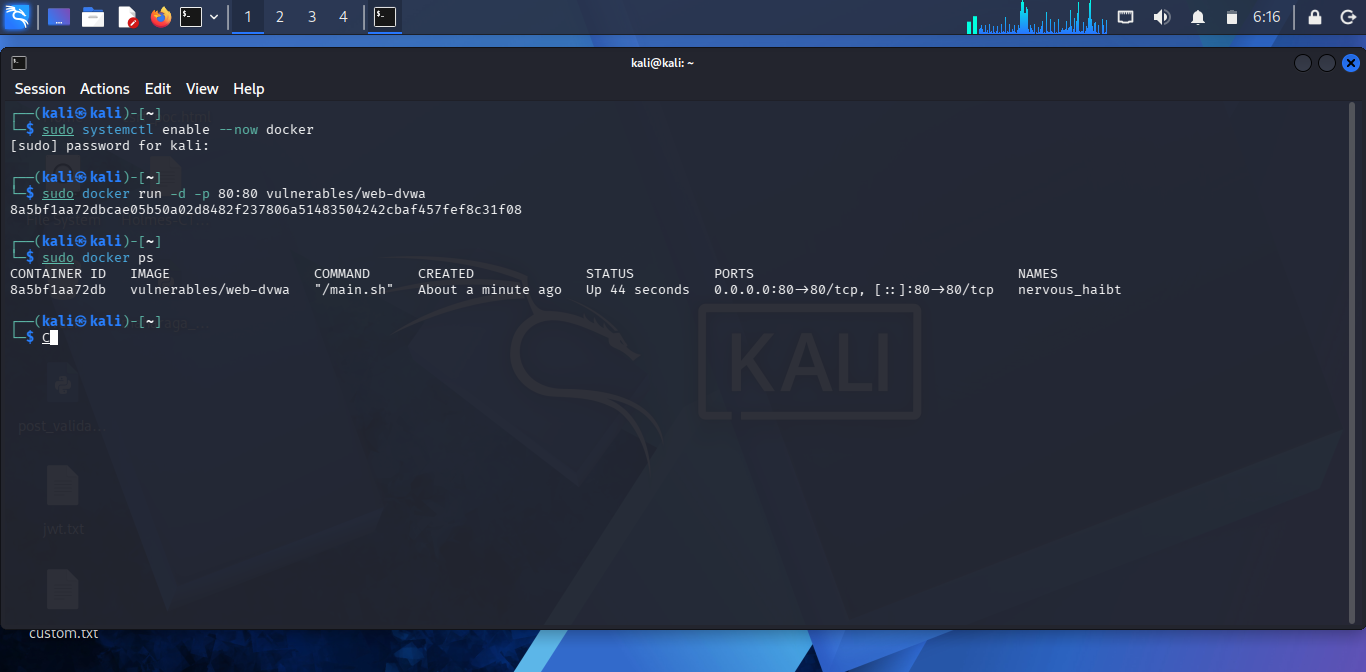 1 2 3 4 6:16
kali@kali: ~
Session Actions Edit View Help
┌──(kali㉿kali)-[~]
└─$ sudo systemctl enable --now docker
[sudo] password for kali:
┌──(kali㉿kali)-[~]
└─$ sudo docker run -d -p 80:80 vulnerables/web-dvwa
8a5bf1aa72dbcae05b50a02d8482f237806a51483504242cbaf457fef8c31f08
┌──(kali㉿kali)-[~]
└─$ sudo docker ps
CONTAINER ID IMAGE COMMAND CREATED STATUS PORTS NAMES
8a5bf1aa72db vulnerables/web-dvwa "/main.sh" About a minute ago Up 44 seconds 0.0.0.0:80->80/tcp, [::]:80->80/tcp nervous_haibt
┌──(kali㉿kali)-[~]
└─$ C
KALI
post_valida...
jwt.txt
custom.txt